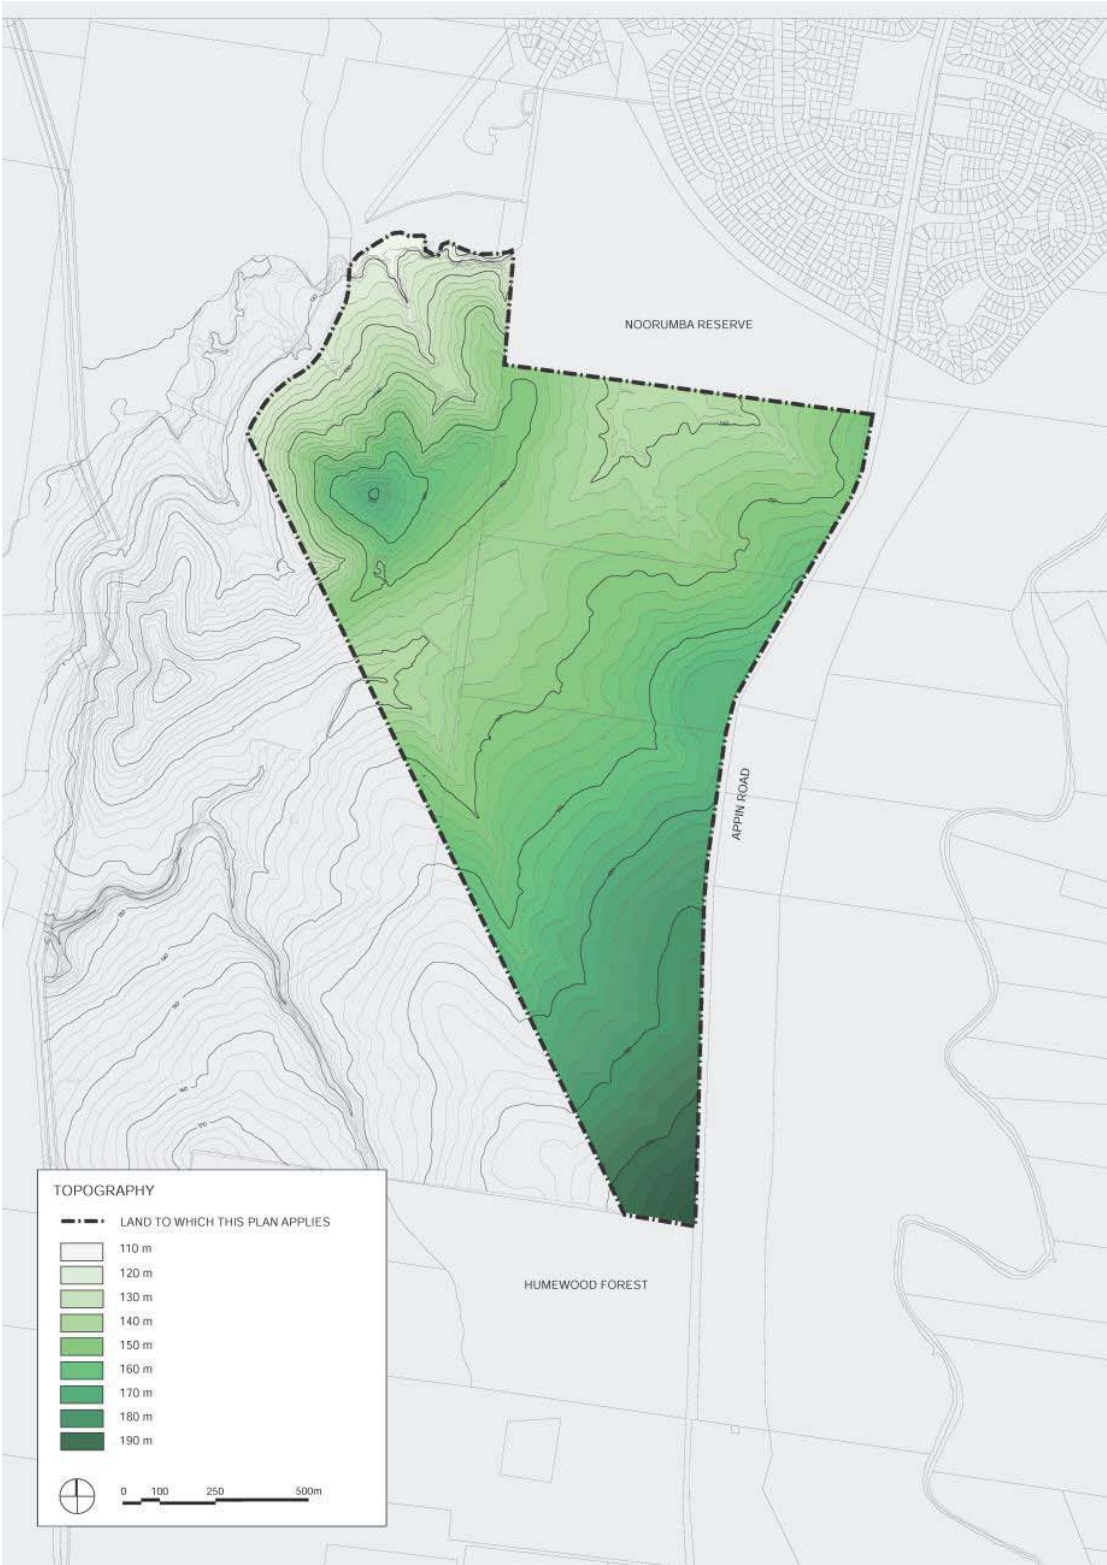 NOORUMBA RESERVE
APPIN ROAD
HUMEWOOD FOREST
TOPOGRAPHY
LAND TO WHICH THIS PLAN APPLIES
110 m
120 m
130 m
140 m
150 m
160 m
170 m
180 m
190 m
0 100 250 500m